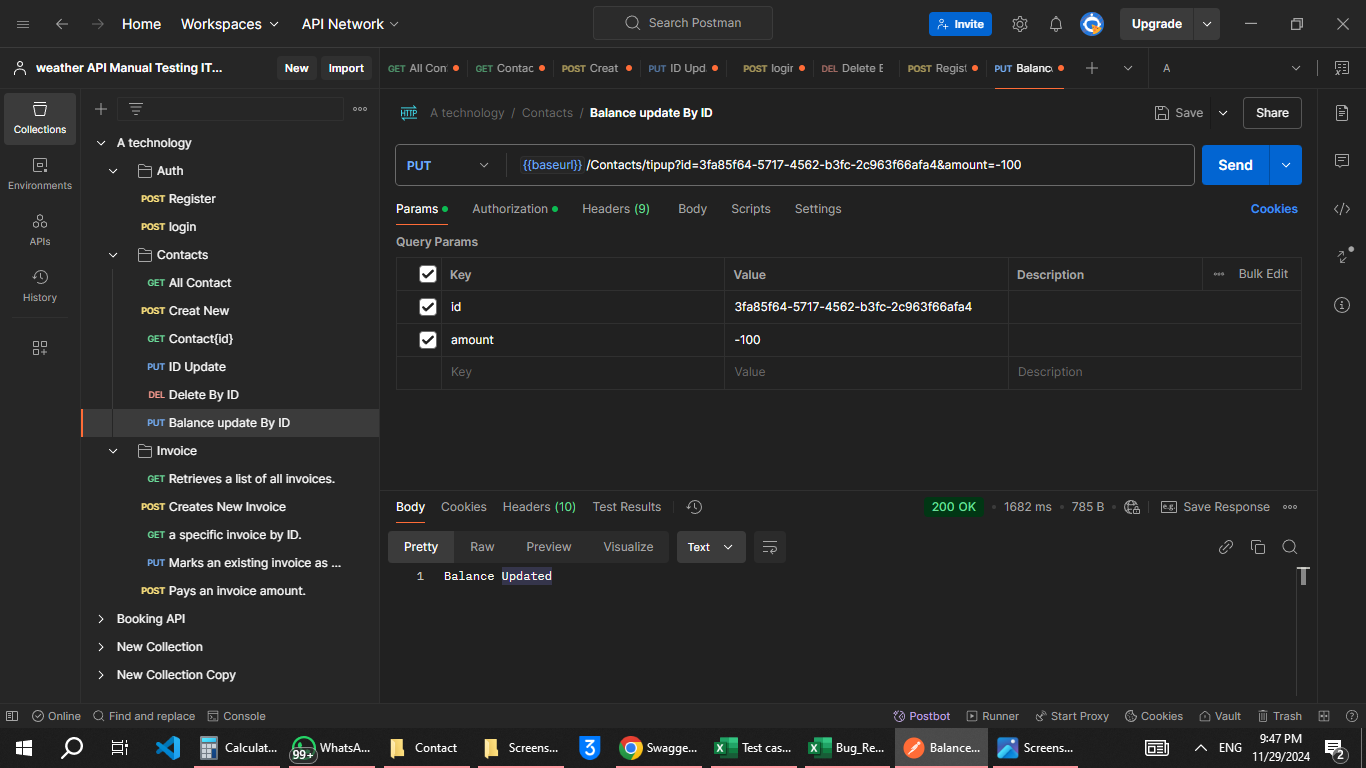 Home Workspaces API Network Search Postman Invite Upgrade
weather API Manual Testing IT... New Import GET All Con POST Contac POST Creat PUT ID Upd. POST login DEL Delete E POST Regist PUT Balanc A
Collections
Environments
APIs
History
A technology
Auth
POST Register
POST login
Contacts
GET All Contact
POST Creat New
GET Contact{id}
PUT ID Update
DEL Delete By ID
PUT Balance update By ID
Invoice
GET Retrieves a list of all invoices.
POST Creates New Invoice
GET a specific invoice by ID.
PUT Marks an existing invoice as ...
POST Pays an invoice amount.
Booking API
New Collection
New Collection Copy
HTTP A technology / Contacts / Balance update By ID Save Share
PUT {{baseurl}} /Contacts/tipup?id=3fa85f64-5717-4562-b3fc-2c963f66afa4&amount=-100 Send
Params Authorization Headers (9) Body Scripts Settings Cookies
Query Params
Key Value Description Bulk Edit
id 3fa85f64-5717-4562-b3fc-2c963f66afa4
amount -100
Key Value Description
Body Cookies Headers (10) Test Results 200 OK 1682 ms 785 B Save Response
Pretty Raw Preview Visualize Text
1 Balance Updated
Online Find and replace Console Postbot Runner Start Proxy Cookies Vault Trash
Calculat... 99+ WhatsA... Contact Screens... Swagge... Test cas... Bug_Re... Balance... Screens... ENG 9:47 PM
11/29/2024 2